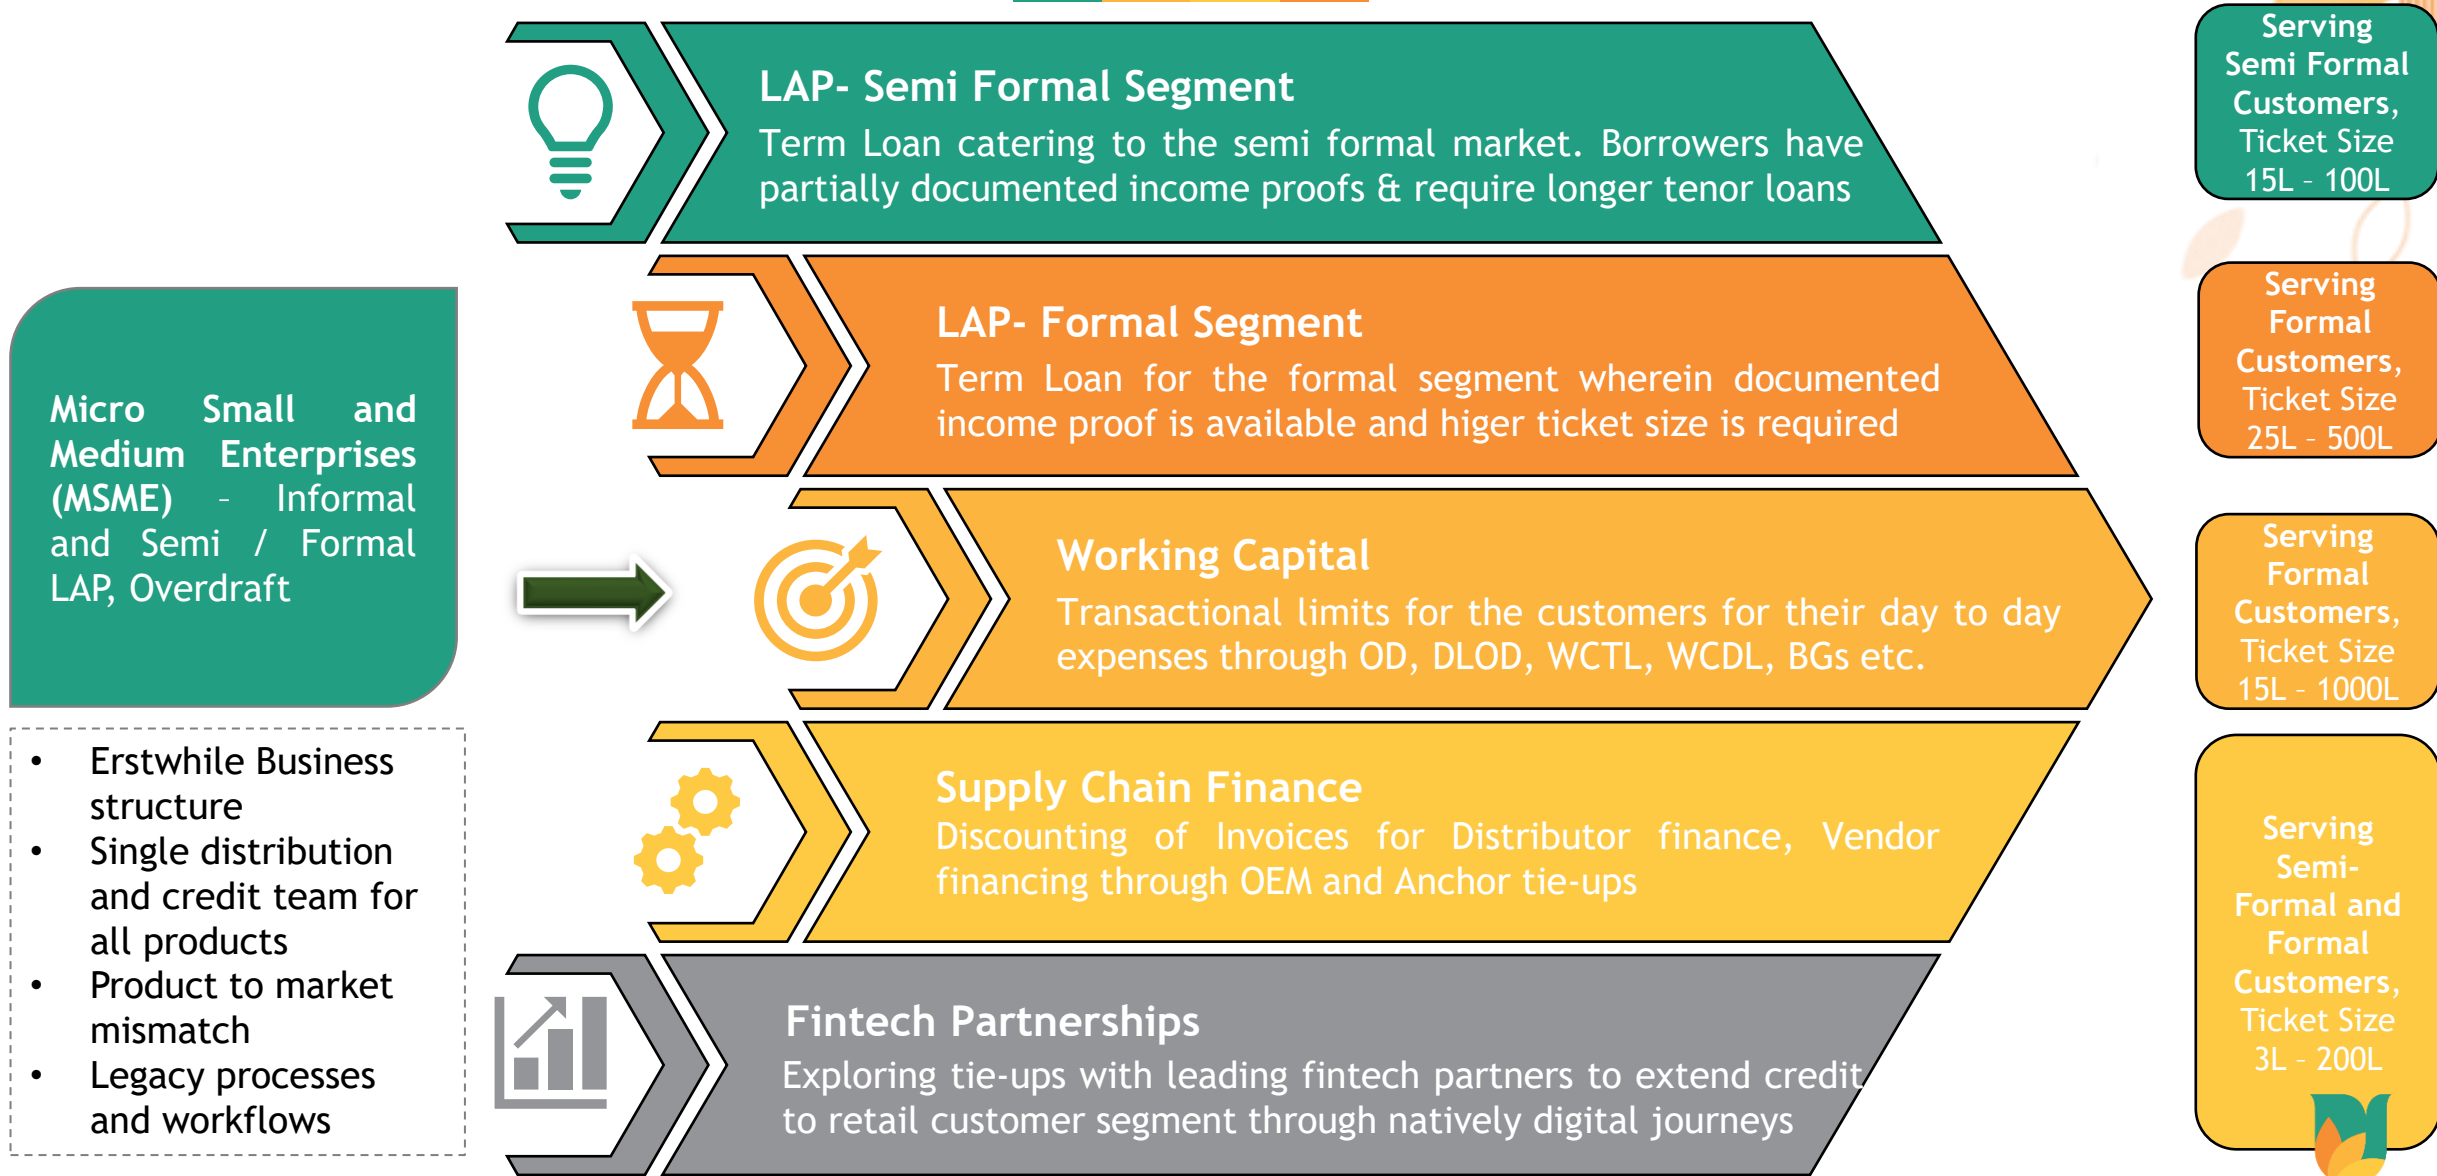 Micro Small and
Medium Enterprises
(MSME) – Informal
and Semi / Formal
LAP, Overdraft
• Erstwhile Business
structure
• Single distribution
and credit team for
all products
• Product to market
mismatch
• Legacy processes
and workflows
LAP- Semi Formal Segment
Term Loan catering to the semi formal market. Borrowers have
partially documented income proofs & require longer tenor loans
LAP- Formal Segment
Term Loan for the formal segment wherein documented
income proof is available and higer ticket size is required
Working Capital
Transactional limits for the customers for their day to day
expenses through OD, DLOD, WCTL, WCDL, BGs etc.
Supply Chain Finance
Discounting of Invoices for Distributor finance, Vendor
financing through OEM and Anchor tie-ups
Fintech Partnerships
Exploring tie-ups with leading fintech partners to extend credit
to retail customer segment through natively digital journeys
Serving
Semi Formal
Customers,
Ticket Size
15L – 100L
Serving
Formal
Customers,
Ticket Size
25L – 500L
Serving
Formal
Customers,
Ticket Size
15L – 1000L
Serving
Semi-
Formal and
Formal
Customers,
Ticket Size
3L – 200L